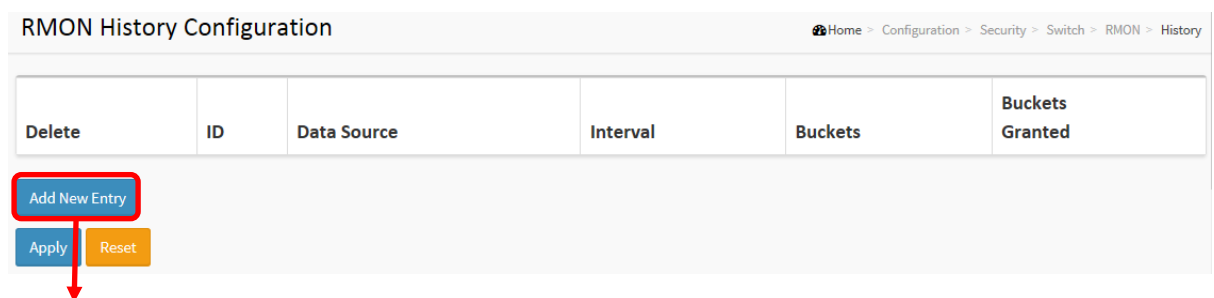 RMON History Configuration
Home > Configuration > Security > Switch > RMON > History
Delete ID Data Source Interval Buckets Buckets Granted
Add New Entry
Apply Reset